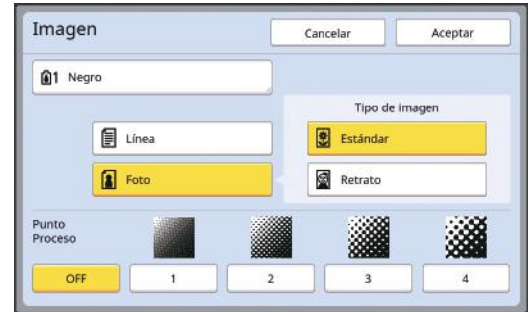 Imagen
Cancelar
Aceptar
1 Negro
Tipo de imagen
Línea
Estándar
Foto
Retrato
Punto
Proceso
OFF
1
2
3
4